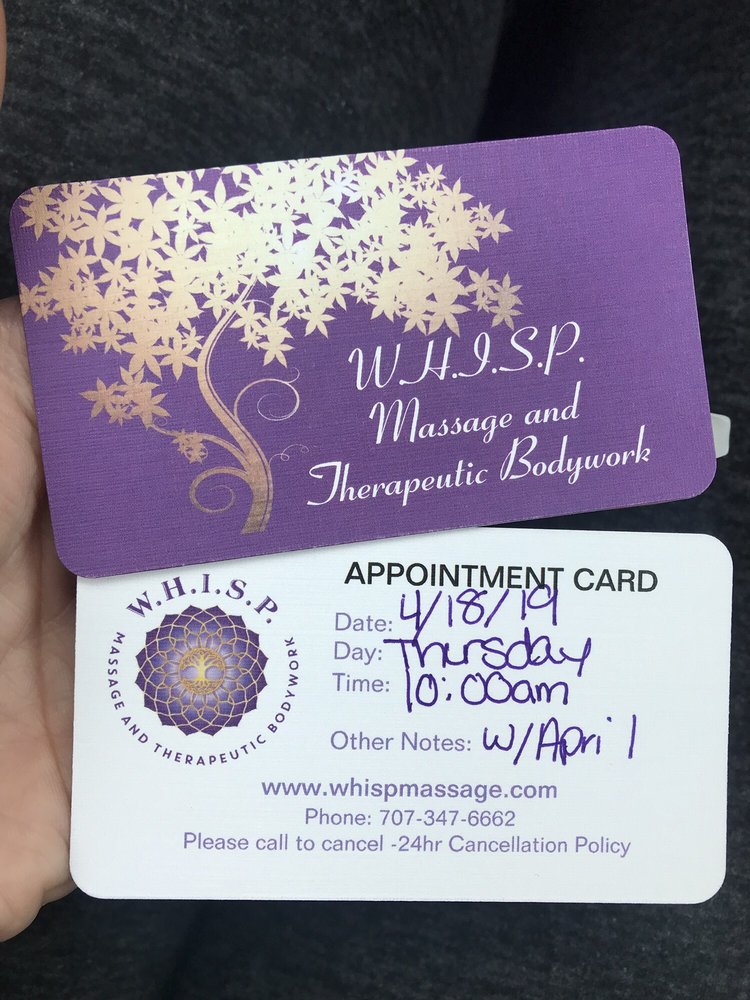 W.H.I.S.P.
Massage and
Therapeutic Bodywork
W.H.I.S.P.
MASSAGE AND THERAPEUTIC BODYWORK
APPOINTMENT CARD
Date: 4/18/19
Day: Thursday
Time: 10:00am
Other Notes: w/April
www.whispmassage.com
Phone: 707-347-6662
Please call to cancel -24hr Cancellation Policy